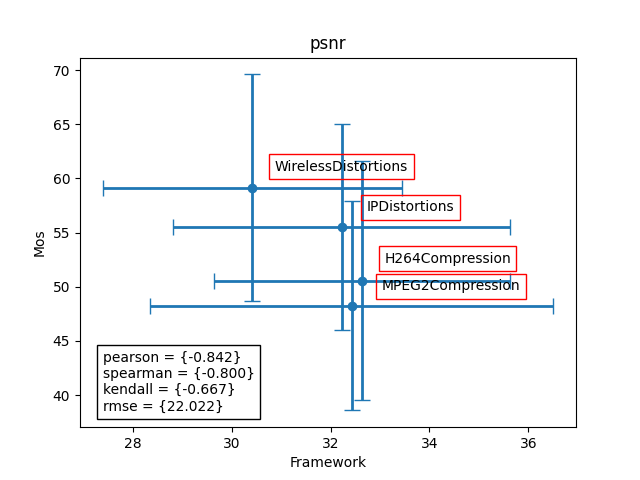 psnr
70
65
60
55
50
45
40
Mos
WirelessDistortions
IPDistortions
H264Compression
MPEG2Compression
pearson = {-0.842}
spearman = {-0.800}
kendall = {-0.667}
rmse = {22.022}
28
30
32
34
36
Framework